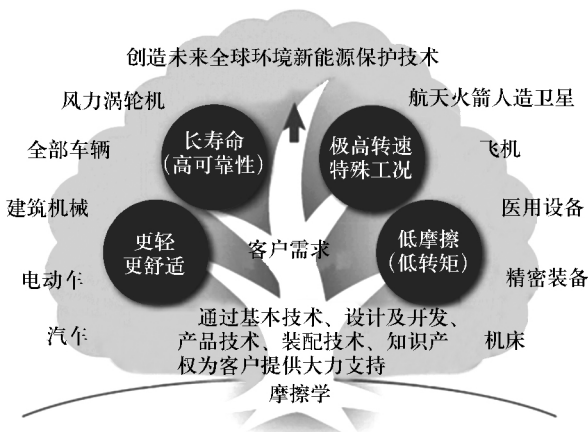 创造未来全球环境新能源保护技术
风力涡轮机
航天火箭人造卫星
长寿命
(高可靠性)
极高转速
特殊工况
全部车辆
飞机
建筑机械
医用设备
更轻
更舒适
客户需求
低摩擦
(低转矩)
电动车
精密装备
通过基本技术、设计及开发、
产品技术、装配技术、知识产
权为客户提供大力支持
汽车
机床
摩擦学